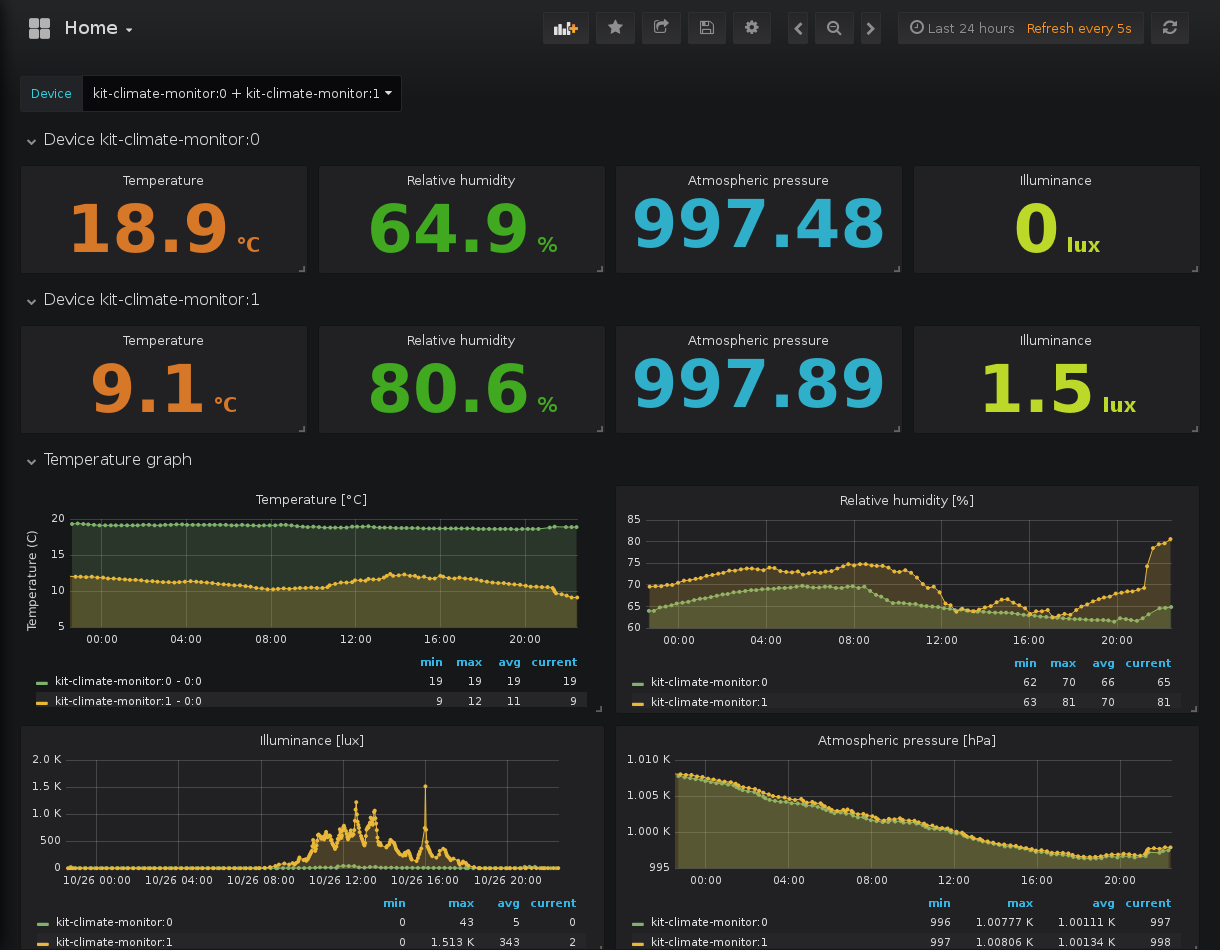 Home
Last 24 hours Refresh every 5s
Device kit-climate-monitor:0 + kit-climate-monitor:1
Device kit-climate-monitor:0
Temperature Relative humidity Atmospheric pressure Illuminance
18.9 °C 64.9 % 997.48 0 lux
Device kit-climate-monitor:1
Temperature Relative humidity Atmospheric pressure Illuminance
9.1 °C 80.6 % 997.89 1.5 lux
Temperature graph
Temperature [°C]
Temperature (C)
20
15
10
5
00:00 04:00 08:00 12:00 16:00 20:00
min max avg current
kit-climate-monitor:0 - 0:0 19 19 19 19
kit-climate-monitor:1 - 0:0 9 12 11 9
Relative humidity [%]
85
80
75
70
65
60
00:00 04:00 08:00 12:00 16:00 20:00
min max avg current
kit-climate-monitor:0 62 70 66 65
kit-climate-monitor:1 63 81 70 81
Illuminance [lux]
2.0 K
1.5 K
1.0 K
500
0
10/26 00:00 10/26 04:00 10/26 08:00 10/26 12:00 10/26 16:00 10/26 20:00
min max avg current
kit-climate-monitor:0 0 43 5 0
kit-climate-monitor:1 0 1.513 K 343 2
Atmospheric pressure [hPa]
1.010 K
1.005 K
1.000 K
995
00:00 04:00 08:00 12:00 16:00 20:00
min max avg current
kit-climate-monitor:0 996 1.00777 K 1.00111 K 997
kit-climate-monitor:1 997 1.00806 K 1.00134 K 998